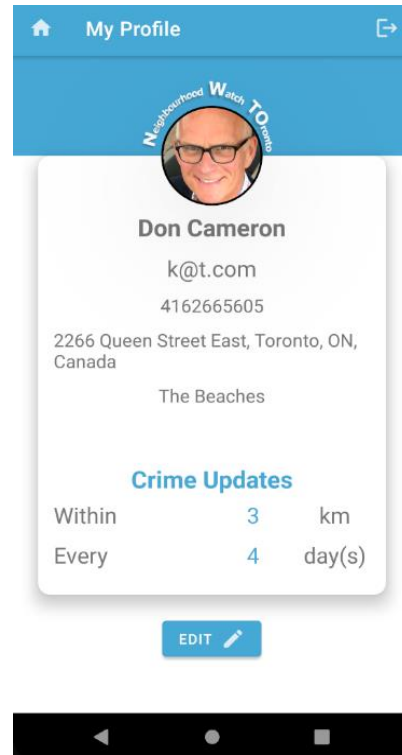 My Profile
Neighbourhood Watch TOronto
Don Cameron
k@t.com
4162665605
2266 Queen Street East, Toronto, ON,
Canada
The Beaches
Crime Updates
Within 3 km
Every 4 day(s)
EDIT